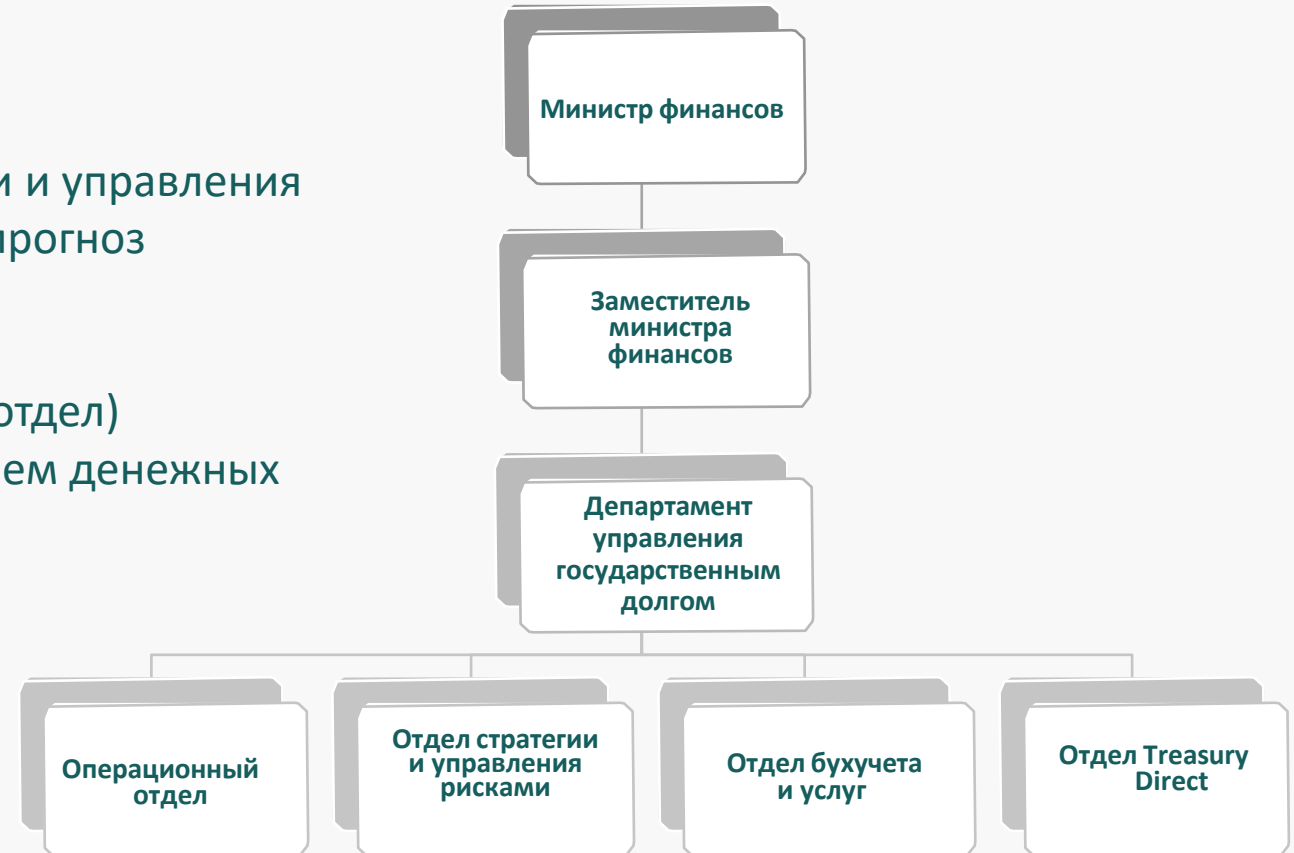 и и управления
прогноз
отдел)
ем денежных
Министр финансов
Заместитель
министра
финансов
Департамент
управления
государственным
долгом
Операционный
отдел
Отдел стратегии
и управления
рисками
Отдел бухучета
и услуг
Отдел Treasury
Direct